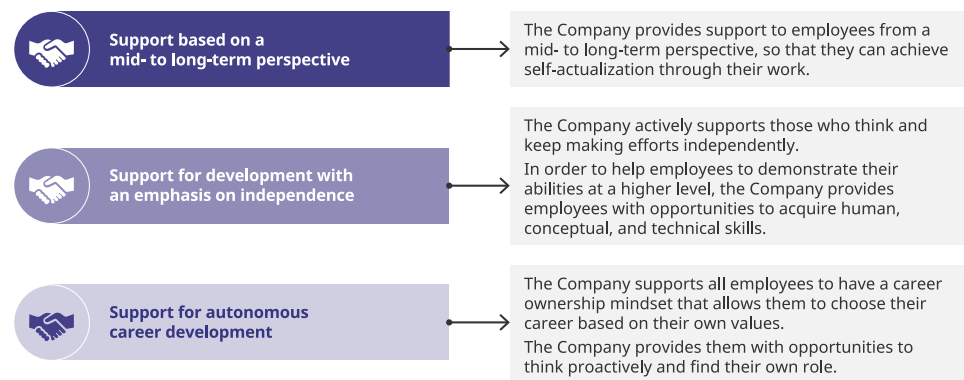 Support based on a
mid- to long-term perspective
The Company provides support to employees from a
mid- to long-term perspective, so that they can achieve
self-actualization through their work.
Support for development with
an emphasis on independence
The Company actively supports those who think and
keep making efforts independently.
In order to help employees to demonstrate their
abilities at a higher level, the Company provides
employees with opportunities to acquire human,
conceptual, and technical skills.
Support for autonomous
career development
The Company supports all employees to have a career
ownership mindset that allows them to choose their
career based on their own values.
The Company provides them with opportunities to
think proactively and find their own role.